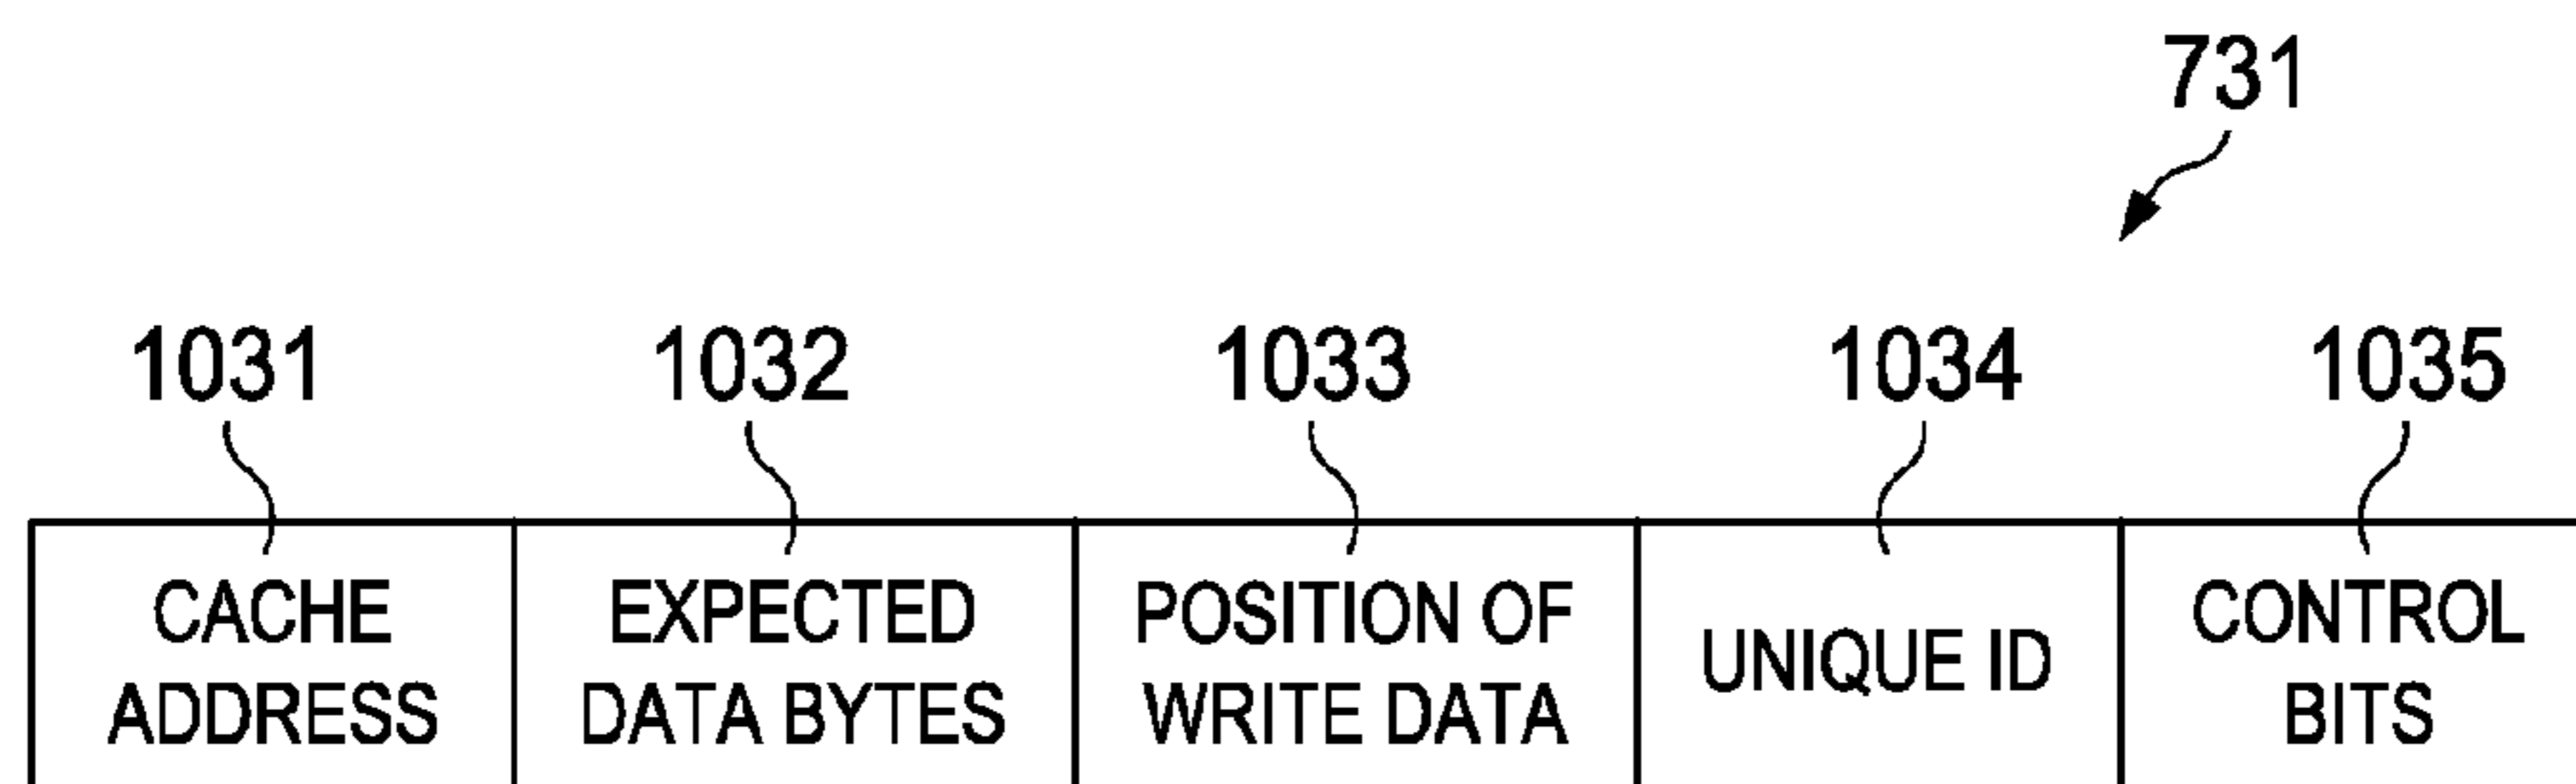 731
1031 1032 1033 1034 1035
CACHE ADDRESS
EXPECTED DATA BYTES
POSITION OF WRITE DATA
UNIQUE ID
CONTROL BITS